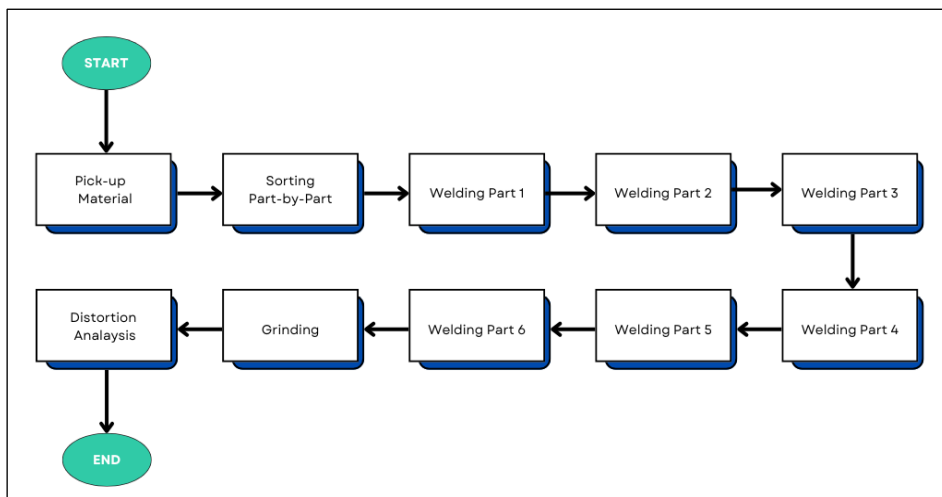 START
Pick-up
Material
Sorting
Part-by-Part
Welding Part 1
Welding Part 2
Welding Part 3
Welding Part 4
Welding Part 5
Welding Part 6
Grinding
Distortion
Analaysis
END